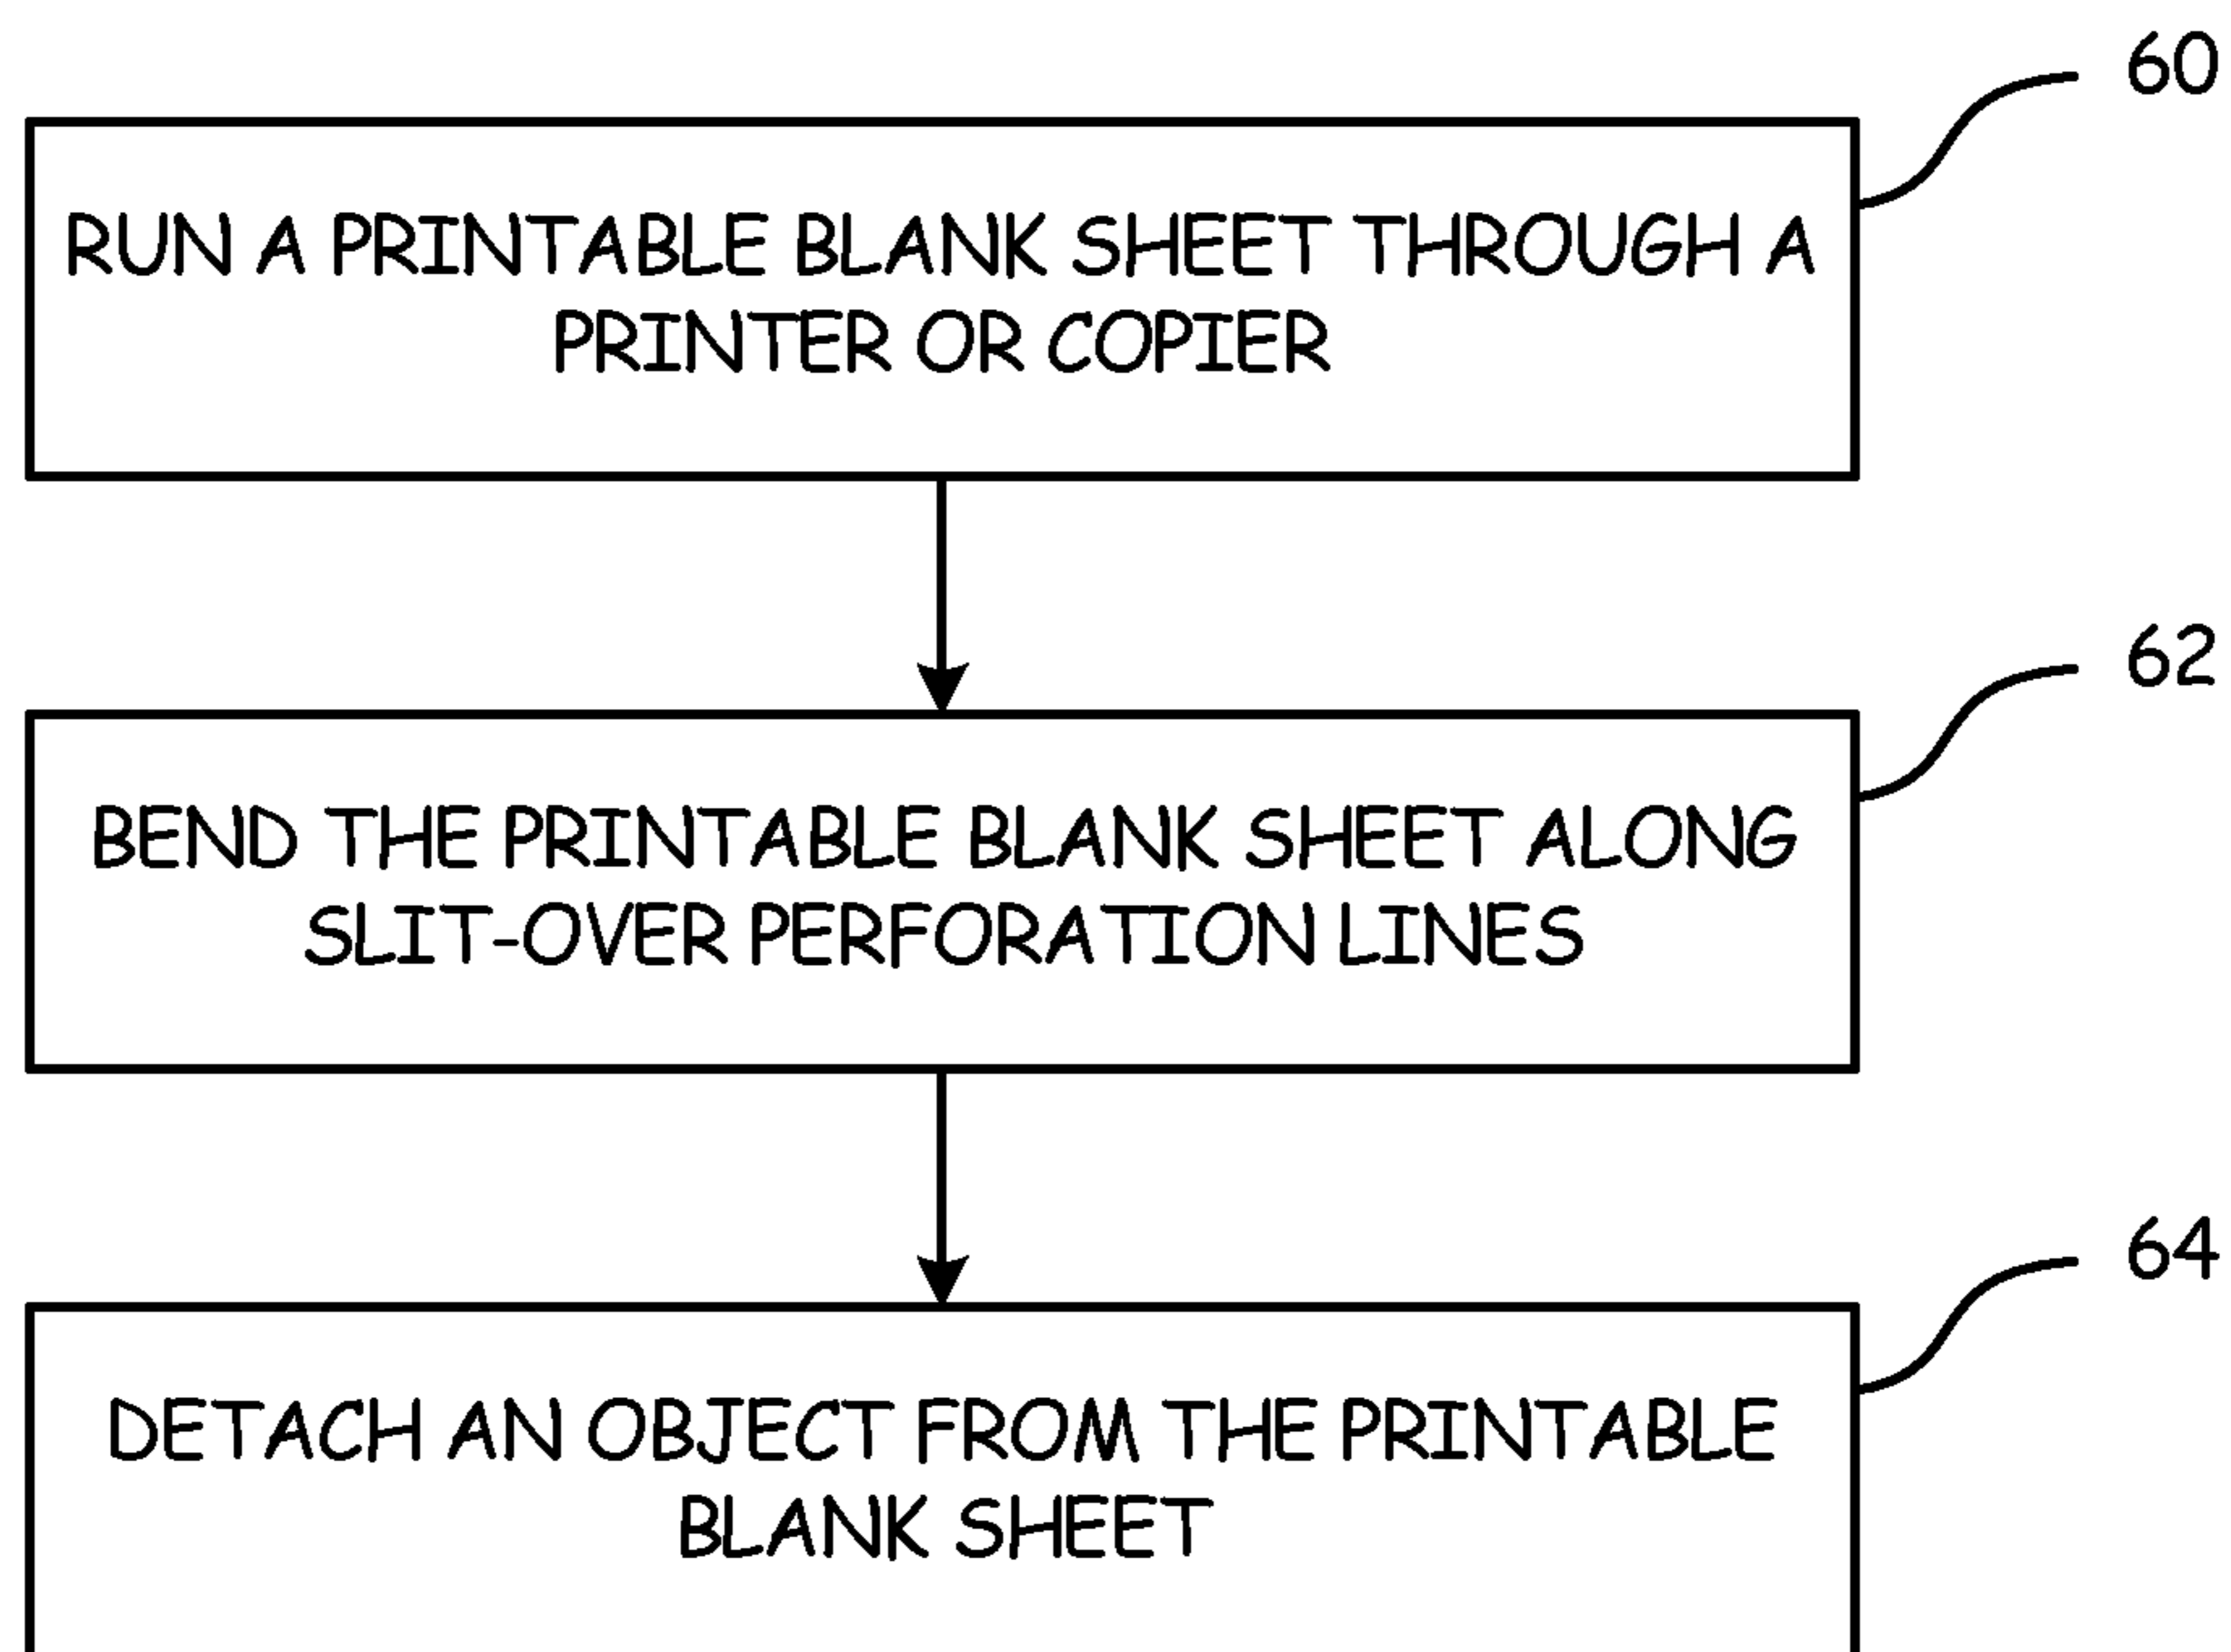 60
RUN A PRINTABLE BLANK SHEET THROUGH A
PRINTER OR COPIER
62
BEND THE PRINTABLE BLANK SHEET ALONG
SLIT-OVER PERFORATION LINES
64
DETACH AN OBJECT FROM THE PRINTABLE
BLANK SHEET